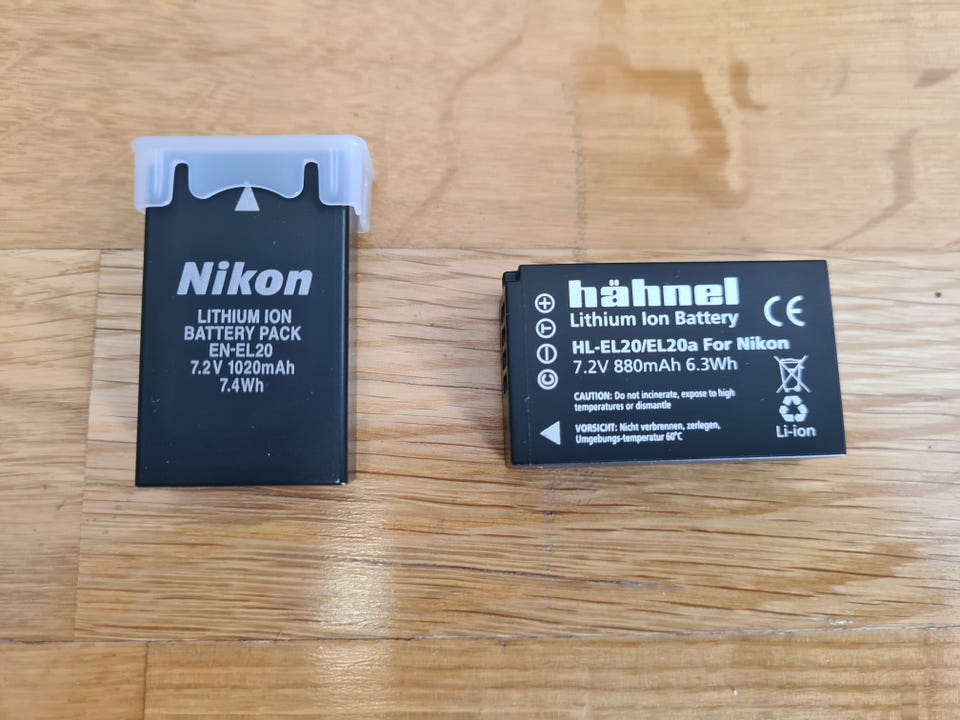 Nikon
LITHIUM ION
BATTERY PACK
EN-EL20
7.2V 1020mAh
7.4Wh
hähnel
Lithium Ion Battery
HL-EL20/EL20a For Nikon
7.2V 880mAh 6.3Wh
CAUTION: Do not incinerate, expose to high
temperatures or dismantle
VORSICHT: Nicht verbrennen, zerlegen,
Umgebungs-temperatur 60°C
+
T
−
C
CE
Li-ion